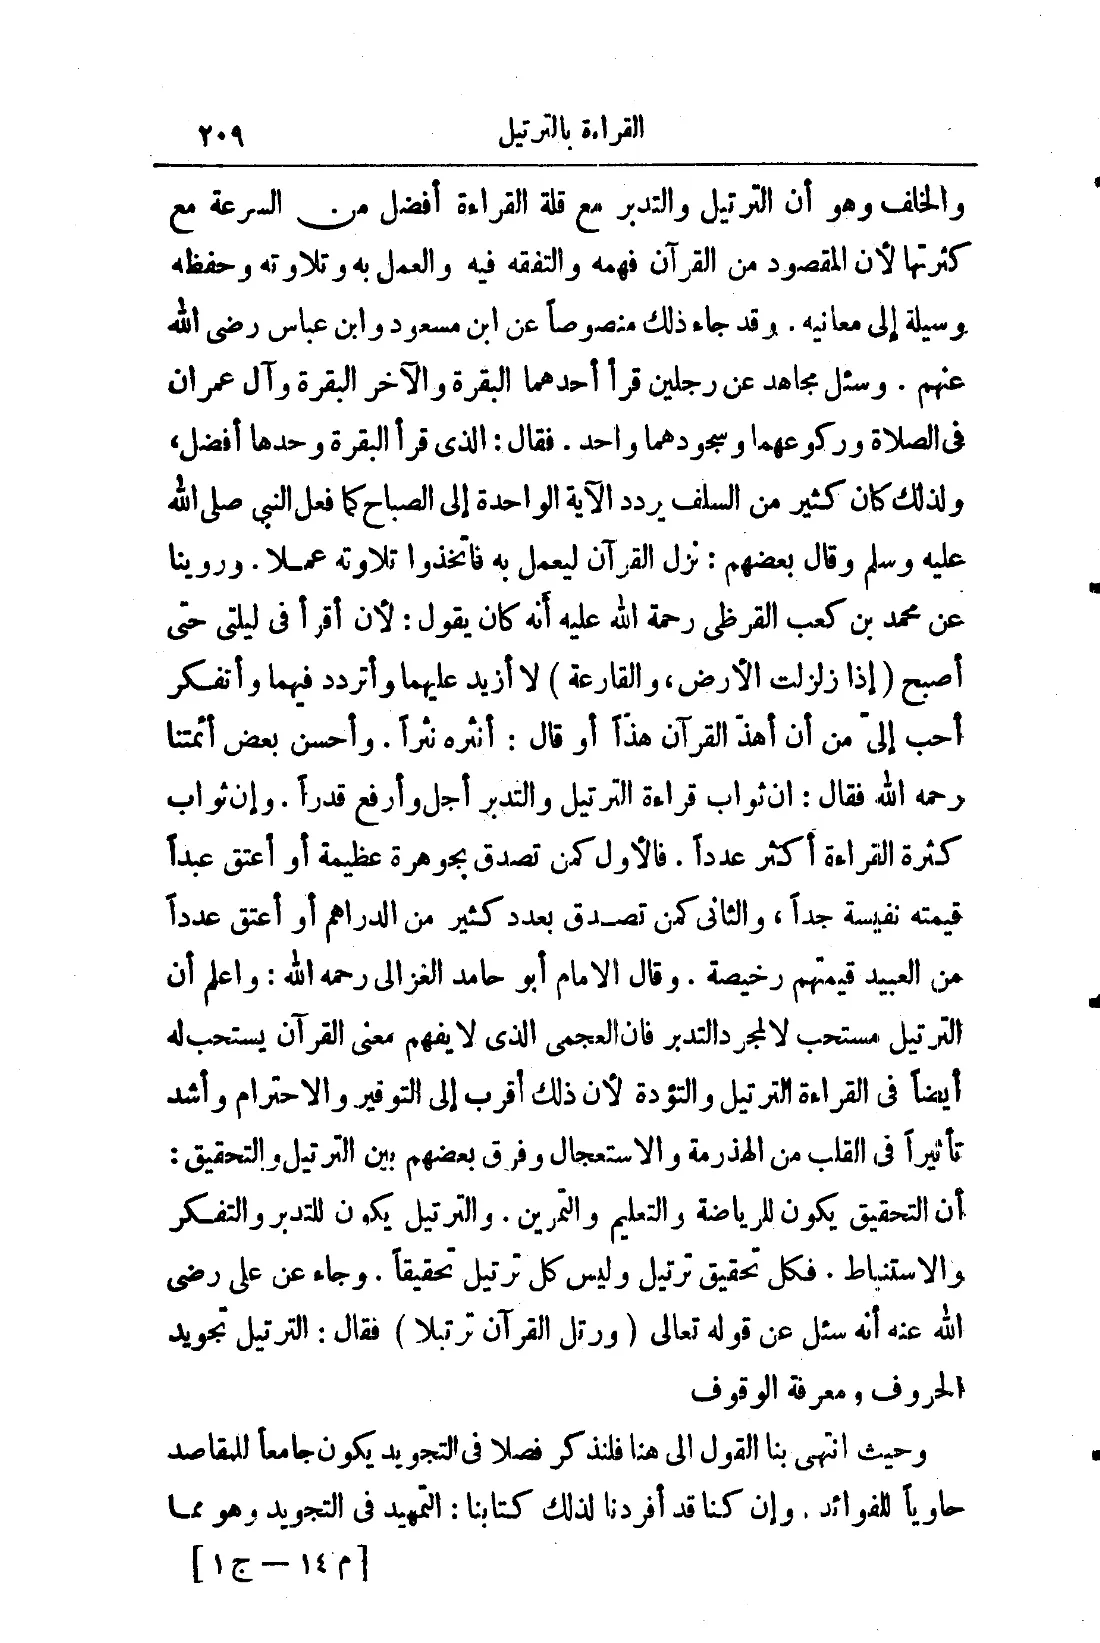 القراءة بالترتيل ٢٠٩
والخلف وهو أن الترتيل والتدبر مع قلة القراءة أفضل من السرعة مع
كثرتها لأن المقصود من القرآن فهمه والتفقه فيه والعمل به وتلاوته وحفظه
وسيلة إلى معانيه . وقد جاء ذلك منصوصاً عن ابن مسعود وابن عباس رضى الله
عنهم . وسئل مجاهد عن رجلين قرأ أحدهما البقرة والآخر البقرة وآل عمران
فى الصلاة وركوعهما وسجودهما واحد . فقال : الذى قرأ البقرة وحدها أفضل،
ولذلك كان كثير من السلف يردد الآية الواحدة إلى الصباح كما فعل النبي صلى الله
عليه وسلم وقال بعضهم : نزل القرآن ليعمل به فاتخذوا تلاوته عملا . وروينا
عن محمد بن كعب القرظى رحمة الله عليه أنه كان يقول : لأن أقرأ فى ليلتى حتى
أصبح ( إذا زلزلت الأرض، والقارعة ) لا أزيد عليهما وأتردد فيهما وأتفكر
أحب إلىّ من أن أهذّ القرآن هذّاً أو قال : أنثره نثراً . وأحسن بعض أئمتنا
رحمه الله فقال : ان ثواب قراءة الترتيل والتدبر أجل وأرفع قدراً . وإن ثواب
كثرة القراءة أكثر عدداً . فالأول كمن تصدق بجوهرة عظيمة أو أعتق عبداً
قيمته نفيسة جداً ، والثانى كمن تصدق بعدد كثير من الدراهم أو أعتق عدداً
من العبيد قيمتهم رخيصة . وقال الامام أبو حامد الغزالى رحمه الله : واعلم أن
الترتيل مستحب لا لمجرد التدبر فان العجمى الذى لا يفهم معنى القرآن يستحب له
أيضاً فى القراءة الترتيل والتؤدة لأن ذلك أقرب إلى التوقير والاحترام وأشد
تأثيراً فى القلب من الهذرمة والاستعجال وفرق بعضهم بين الترتيل والتحقيق :
أن التحقيق يكون للرياضة والتعليم والتمرين . والترتيل يكون للتدبر والتفكر
والاستنباط . فكل تحقيق ترتيل وليس كل ترتيل تحقيقاً . وجاء عن على رضى
الله عنه أنه سئل عن قوله تعالى ( ورتل القرآن ترتيلا ) فقال : الترتيل تجويد
الحروف ومعرفة الوقوف
وحيث انتهى بنا القول الى هنا فلنذكر فصلا فى التجويد يكون جامعاً للمقاصد
حاوياً للفوائد . وإن كنا قد أفردنا لذلك كتابنا : التمهيد فى التجويد وهو مما
[ م ١٤ – ج ١ ]